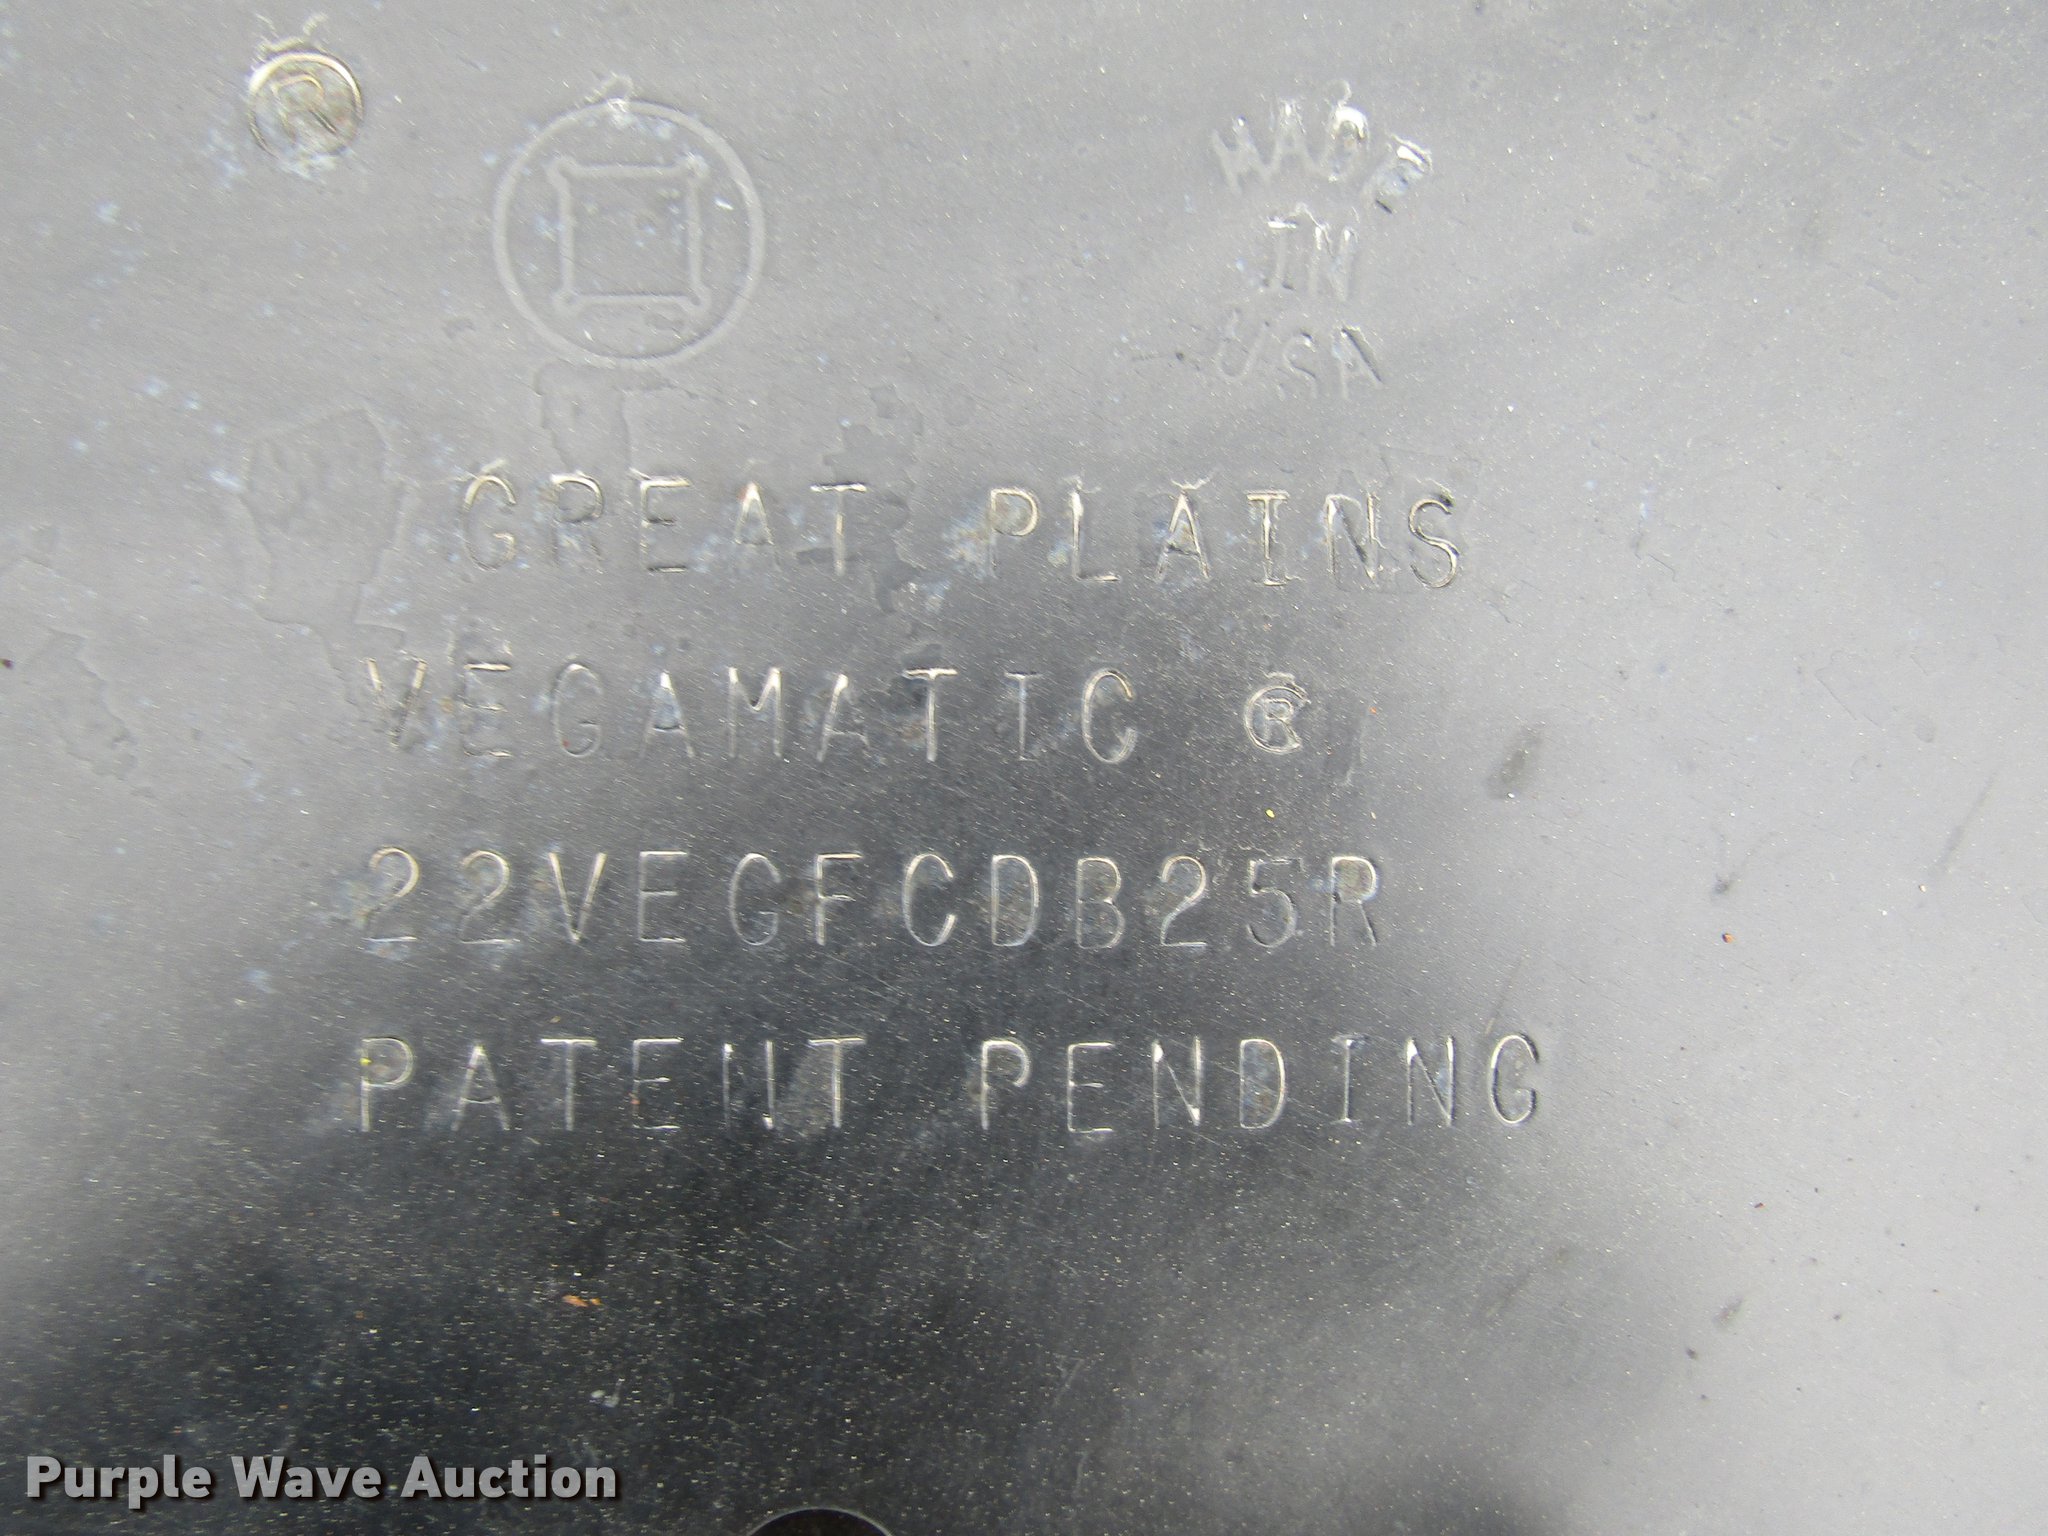 ®
MADE
IN
USA
GREAT PLAINS
VEGAMATIC ®
22VEGFCDB25R
PATENT PENDING
Purple Wave Auction